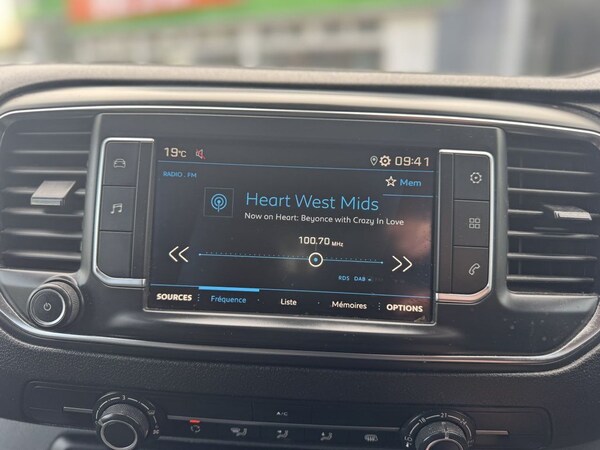 19°C
09:41
RADIO . FM
Mem
Heart West Mids
Now on Heart: Beyonce with Crazy In Love
100.70 MHz
RDS DAB
SOURCES Fréquence Liste Mémoires OPTIONS
A/C